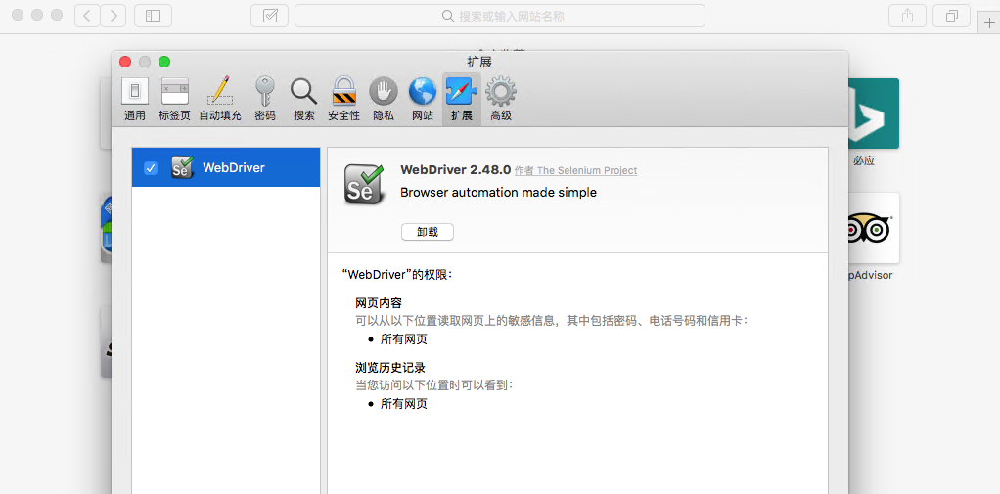 搜索或输入网站名称
扩展
通用 标签页 自动填充 密码 搜索 安全性 隐私 网站 扩展 高级
Se WebDriver
Se
WebDriver 2.48.0 作者 The Selenium Project
Browser automation made simple
卸载
“WebDriver”的权限：
网页内容
可以从以下位置读取网页上的敏感信息，其中包括密码、电话号码和信用卡：
• 所有网页
浏览历史记录
当您访问以下位置时可以看到：
• 所有网页
必应
pAdvisor